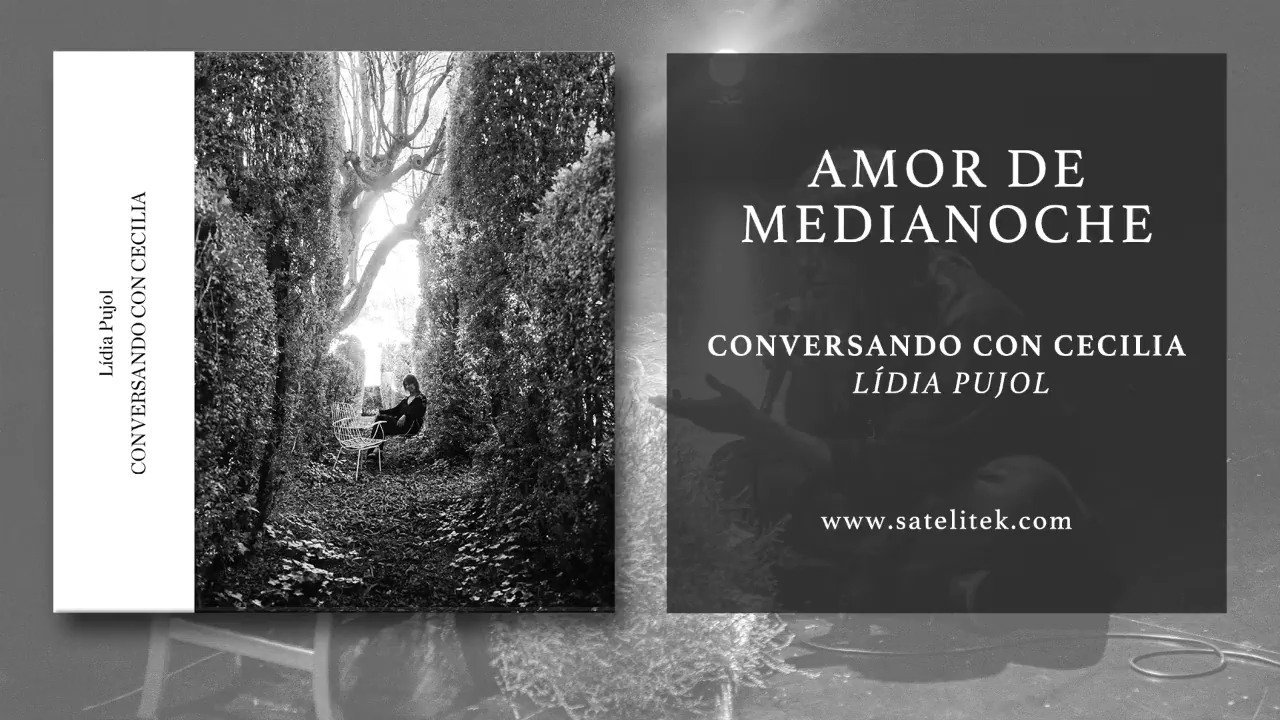 Lídia Pujol
CONVERSANDO CON CECILIA
AMOR DE
MEDIANOCHE
CONVERSANDO CON CECILIA
LÍDIA PUJOL
www.satelitek.com